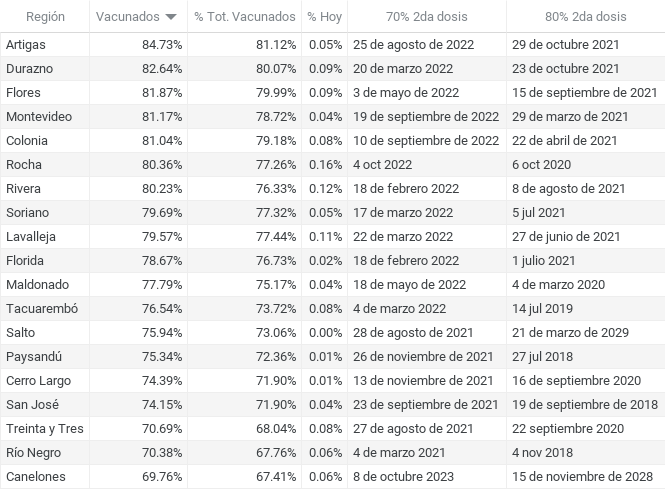 Región Vacunados % Tot. Vacunados % Hoy 70% 2da dosis 80% 2da dosis
Artigas 84.73% 81.12% 0.05% 25 de agosto de 2022 29 de octubre 2021
Durazno 82.64% 80.07% 0.09% 20 de marzo de 2022 23 de octubre 2021
Flores 81.87% 79.99% 0.09% 3 de mayo de 2022 15 de septiembre de 2021
Montevideo 81.17% 78.72% 0.04% 19 de septiembre de 2022 29 de marzo de 2021
Colonia 81.04% 79.18% 0.08% 10 de septiembre de 2022 22 de abril de 2021
Rocha 80.36% 77.26% 0.16% 4 oct 2022 6 oct 2020
Rivera 80.23% 76.33% 0.12% 18 de febrero 2022 8 de agosto de 2021
Soriano 79.69% 77.32% 0.05% 17 de marzo 2022 5 jul 2021
Lavalleja 79.57% 77.44% 0.11% 22 de marzo 2022 27 de junio de 2021
Florida 78.67% 76.73% 0.02% 18 de febrero 2022 1 julio 2021
Maldonado 77.79% 75.17% 0.04% 18 de mayo de 2022 4 de marzo 2020
Tacuarembó 76.54% 73.72% 0.08% 4 de marzo 2022 14 jul 2019
Salto 75.94% 73.06% 0.00% 28 de agosto de 2021 21 de marzo de 2029
Paysandú 75.34% 72.36% 0.01% 26 de noviembre de 2021 27 jul 2018
Cerro Largo 74.39% 71.90% 0.01% 13 de noviembre de 2021 16 de septiembre 2020
San José 74.15% 71.90% 0.04% 23 de septiembre de 2021 19 de septiembre de 2018
Treinta y Tres 70.69% 68.04% 0.08% 27 de agosto de 2021 22 septiembre 2020
Río Negro 70.38% 67.76% 0.06% 4 de marzo 2021 4 nov 2018
Canelones 69.76% 67.41% 0.06% 8 de octubre 2023 15 de noviembre de 2028